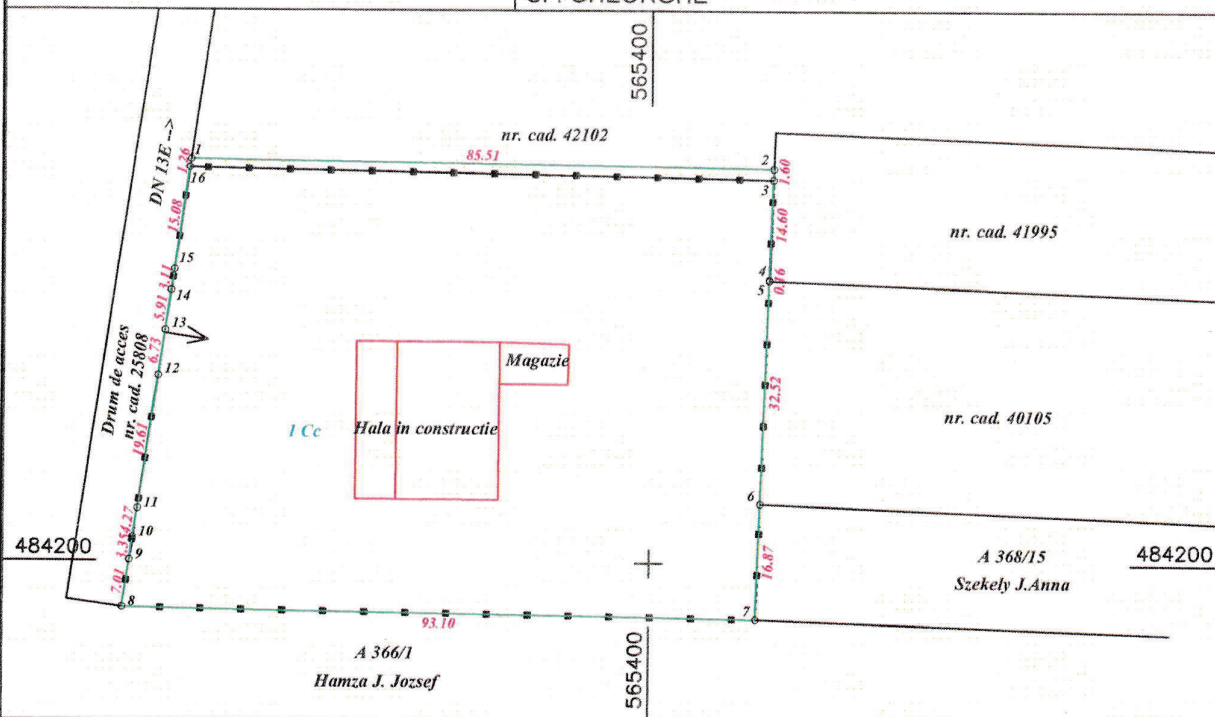 565400
nr. cad. 42102
DN 13E -->
1
85.51
2
1.26
1.60
16
3
15.08
14.60
nr. cad. 41995
15
4
3.11
0.16
14
5
5.91
13
6.73
Drum de acces
nr. cad. 25808
12
Magazie
32.52
nr. cad. 40105
1 Cc
Hala in constructie
19.61
11
6
4.27
10
3.35
484200
9
A 368/15
484200
16.87
Szekely J.Anna
7.01
8
93.10
7
A 366/1
Hamza J. Jozsef
565400